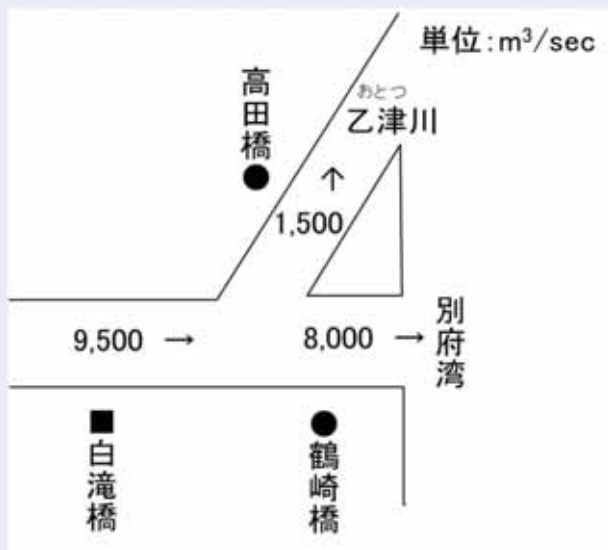 単位:m³/sec
高田橋
おとつ
乙津川
↑
1,500
9,500 →
8,000 →
別府湾
白滝橋
鶴崎橋